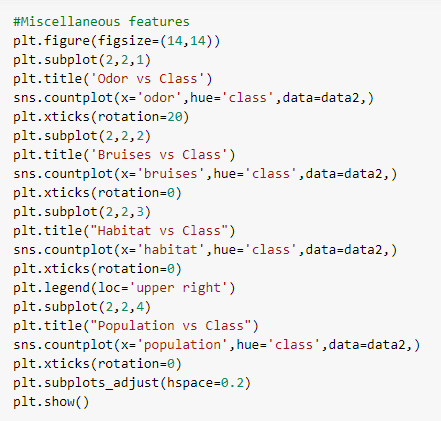 #Miscellaneous features
plt.figure(figsize=(14,14))
plt.subplot(2,2,1)
plt.title('Odor vs Class')
sns.countplot(x='odor',hue='class',data=data2,)
plt.xticks(rotation=20)
plt.subplot(2,2,2)
plt.title('Bruises vs Class')
sns.countplot(x='bruises',hue='class',data=data2,)
plt.xticks(rotation=0)
plt.subplot(2,2,3)
plt.title("Habitat vs Class")
sns.countplot(x='habitat',hue='class',data=data2,)
plt.xticks(rotation=0)
plt.legend(loc='upper right')
plt.subplot(2,2,4)
plt.title("Population vs Class")
sns.countplot(x='population',hue='class',data=data2,)
plt.xticks(rotation=0)
plt.subplots_adjust(hspace=0.2)
plt.show()